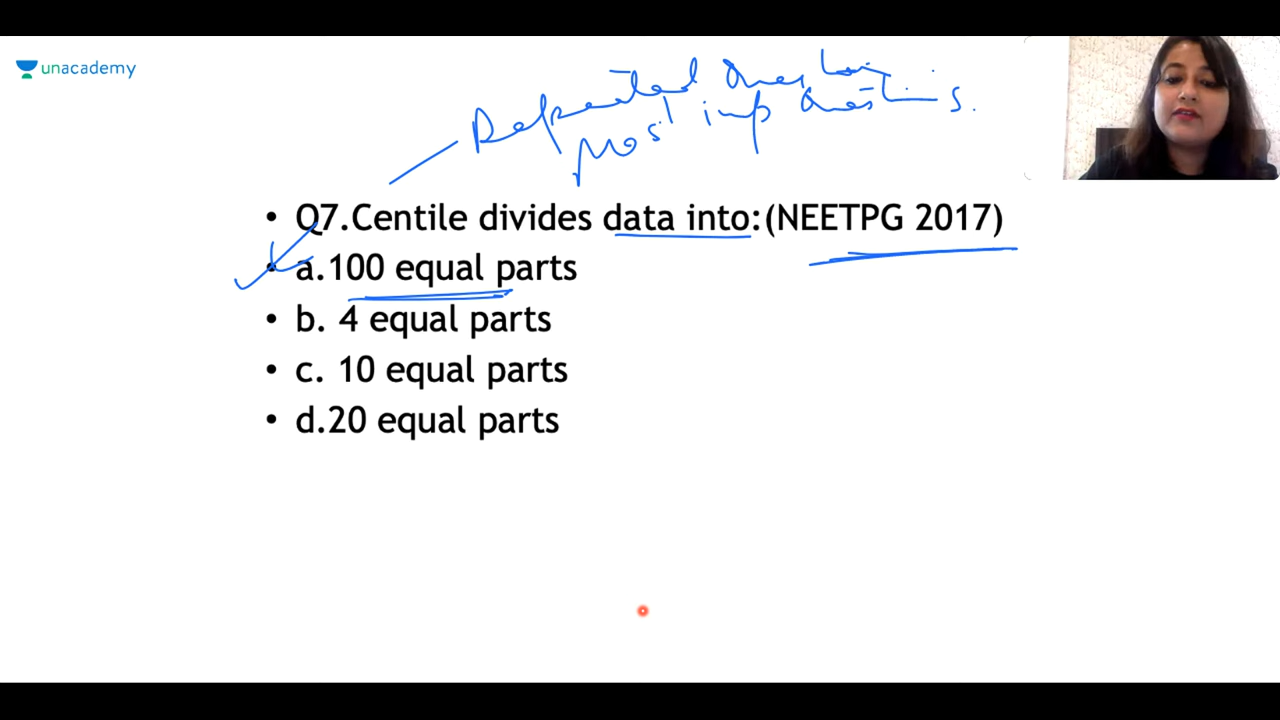 unacademy
Repeated Question
Most imp Questions.
• Q7.Centile divides data into:(NEETPG 2017)
• a.100 equal parts
• b. 4 equal parts
• c. 10 equal parts
• d.20 equal parts